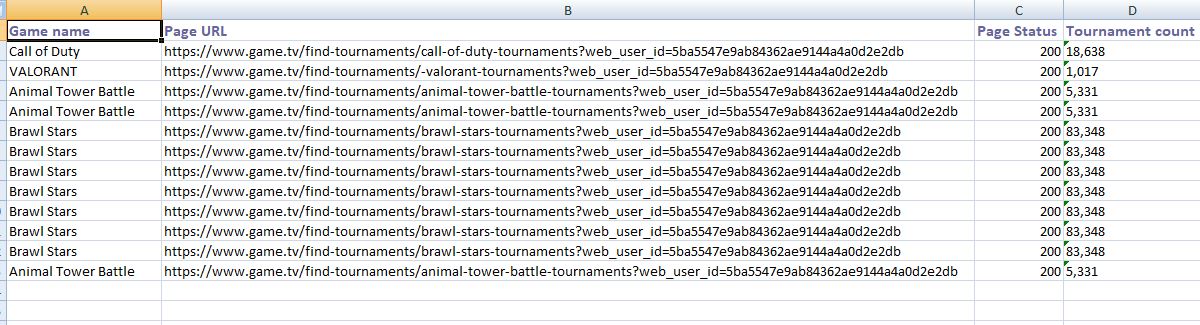 A B C D
Game name Page URL Page Status Tournament count
Call of Duty https://www.game.tv/find-tournaments/call-of-duty-tournaments?web_user_id=5ba5547e9ab84362ae9144a4a0d2e2db 200 18,638
VALORANT https://www.game.tv/find-tournaments/-valorant-tournaments?web_user_id=5ba5547e9ab84362ae9144a4a0d2e2db 200 1,017
Animal Tower Battle https://www.game.tv/find-tournaments/animal-tower-battle-tournaments?web_user_id=5ba5547e9ab84362ae9144a4a0d2e2db 200 5,331
Animal Tower Battle https://www.game.tv/find-tournaments/animal-tower-battle-tournaments?web_user_id=5ba5547e9ab84362ae9144a4a0d2e2db 200 5,331
Brawl Stars https://www.game.tv/find-tournaments/brawl-stars-tournaments?web_user_id=5ba5547e9ab84362ae9144a4a0d2e2db 200 83,348
Brawl Stars https://www.game.tv/find-tournaments/brawl-stars-tournaments?web_user_id=5ba5547e9ab84362ae9144a4a0d2e2db 200 83,348
Brawl Stars https://www.game.tv/find-tournaments/brawl-stars-tournaments?web_user_id=5ba5547e9ab84362ae9144a4a0d2e2db 200 83,348
Brawl Stars https://www.game.tv/find-tournaments/brawl-stars-tournaments?web_user_id=5ba5547e9ab84362ae9144a4a0d2e2db 200 83,348
Brawl Stars https://www.game.tv/find-tournaments/brawl-stars-tournaments?web_user_id=5ba5547e9ab84362ae9144a4a0d2e2db 200 83,348
Brawl Stars https://www.game.tv/find-tournaments/brawl-stars-tournaments?web_user_id=5ba5547e9ab84362ae9144a4a0d2e2db 200 83,348
Brawl Stars https://www.game.tv/find-tournaments/brawl-stars-tournaments?web_user_id=5ba5547e9ab84362ae9144a4a0d2e2db 200 83,348
Animal Tower Battle https://www.game.tv/find-tournaments/animal-tower-battle-tournaments?web_user_id=5ba5547e9ab84362ae9144a4a0d2e2db 200 5,331